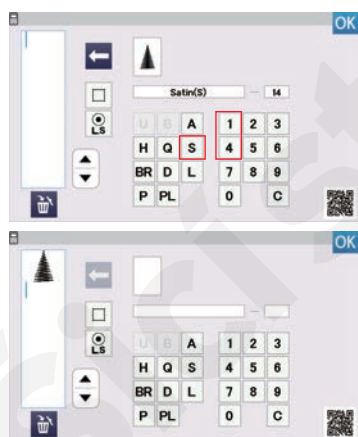 OK
Satin(S) – 14
LS
U B A 1 2 3
H Q S 4 5 6
BR D L 7 8 9
P PL 0 C
OK
–
LS
U B A 1 2 3
H Q S 4 5 6
BR D L 7 8 9
P PL 0 C